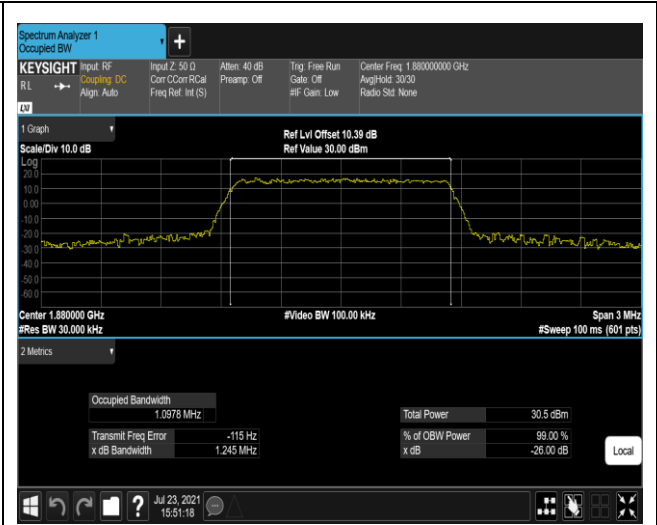 Spectrum Analyzer 1
Occupied BW
+
KEYSIGHT Input: RF Input Z: 50 Ω Atten: 40 dB Trig: Free Run Center Freq: 1.880000000 GHz
RL Coupling: DC Corr CCorr RCal Preamp: Off Gate: Off Avg|Hold: 30/30
Align: Auto Freq Ref: Int (S) #IF Gain: Low Radio Std: None
LXI
1 Graph
Ref Lvl Offset 10.39 dB
Scale/Div 10.0 dB Ref Value 30.00 dBm
Log
20.0
10.0
0.00
-10.0
-20.0
-30.0
-40.0
-50.0
-60.0
Center 1.880000 GHz #Video BW 100.00 kHz Span 3 MHz
#Res BW 30.000 kHz #Sweep 100 ms (601 pts)
2 Metrics
Occupied Bandwidth
1.0978 MHz Total Power 30.5 dBm
Transmit Freq Error -115 Hz % of OBW Power 99.00 %
x dB Bandwidth 1.245 MHz x dB -26.00 dB
Local
? Jul 23, 2021
15:51:18